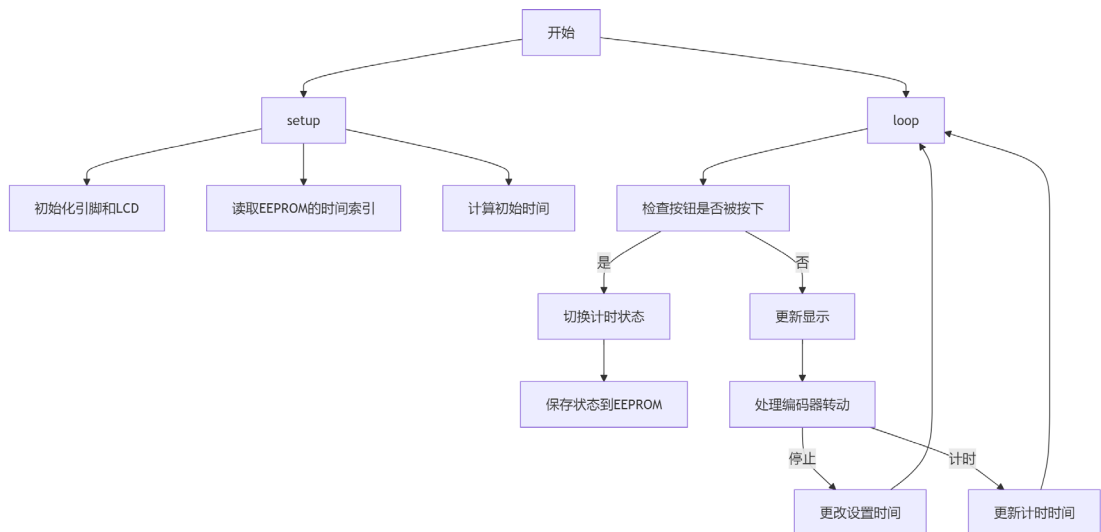 开始
setup
loop
初始化引脚和LCD
读取EEPROM的时间索引
计算初始时间
检查按钮是否被按下
是
否
切换计时状态
更新显示
保存状态到EEPROM
处理编码器转动
停止
计时
更改设置时间
更新计时时间